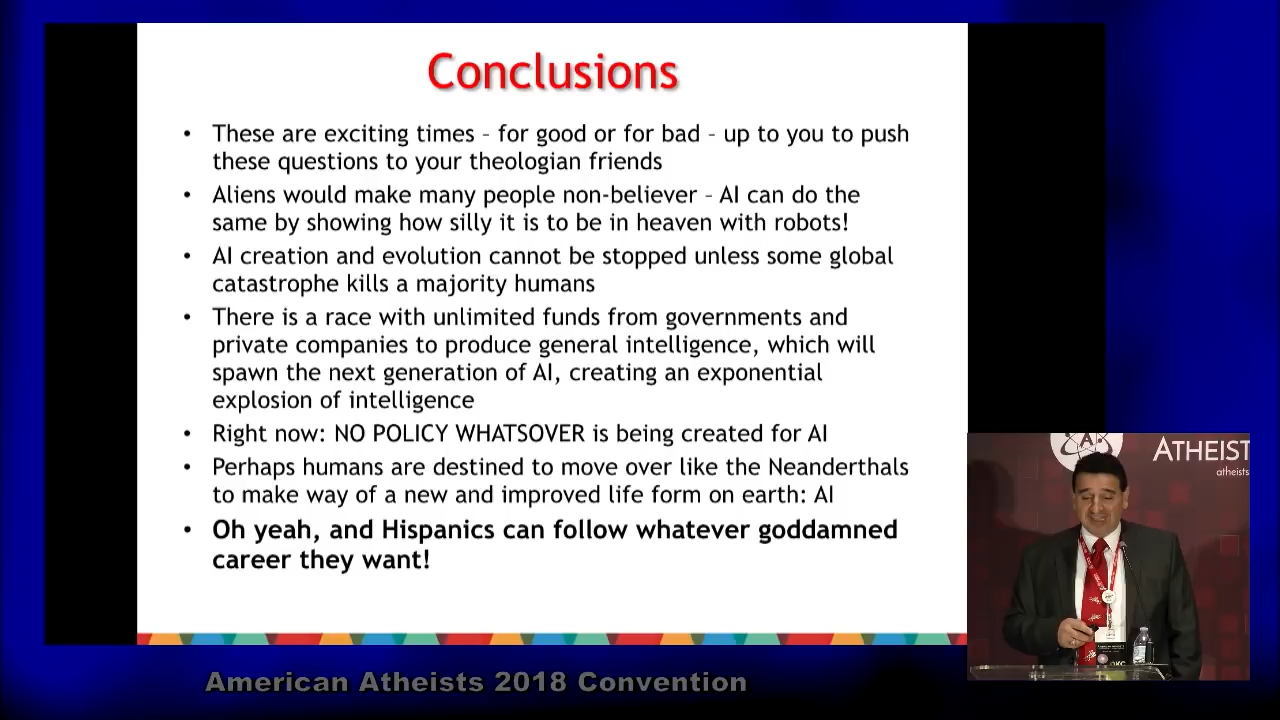 Conclusions
• These are exciting times – for good or for bad – up to you to push
these questions to your theologian friends
• Aliens would make many people non-believer – AI can do the
same by showing how silly it is to be in heaven with robots!
• AI creation and evolution cannot be stopped unless some global
catastrophe kills a majority humans
• There is a race with unlimited funds from governments and
private companies to produce general intelligence, which will
spawn the next generation of AI, creating an exponential
explosion of intelligence
• Right now: NO POLICY WHATSOVER is being created for AI
• Perhaps humans are destined to move over like the Neanderthals
to make way of a new and improved life form on earth: AI
• Oh yeah, and Hispanics can follow whatever goddamned
career they want!
A
ATHEIST
atheists
OKC
American Atheists 2018 Convention